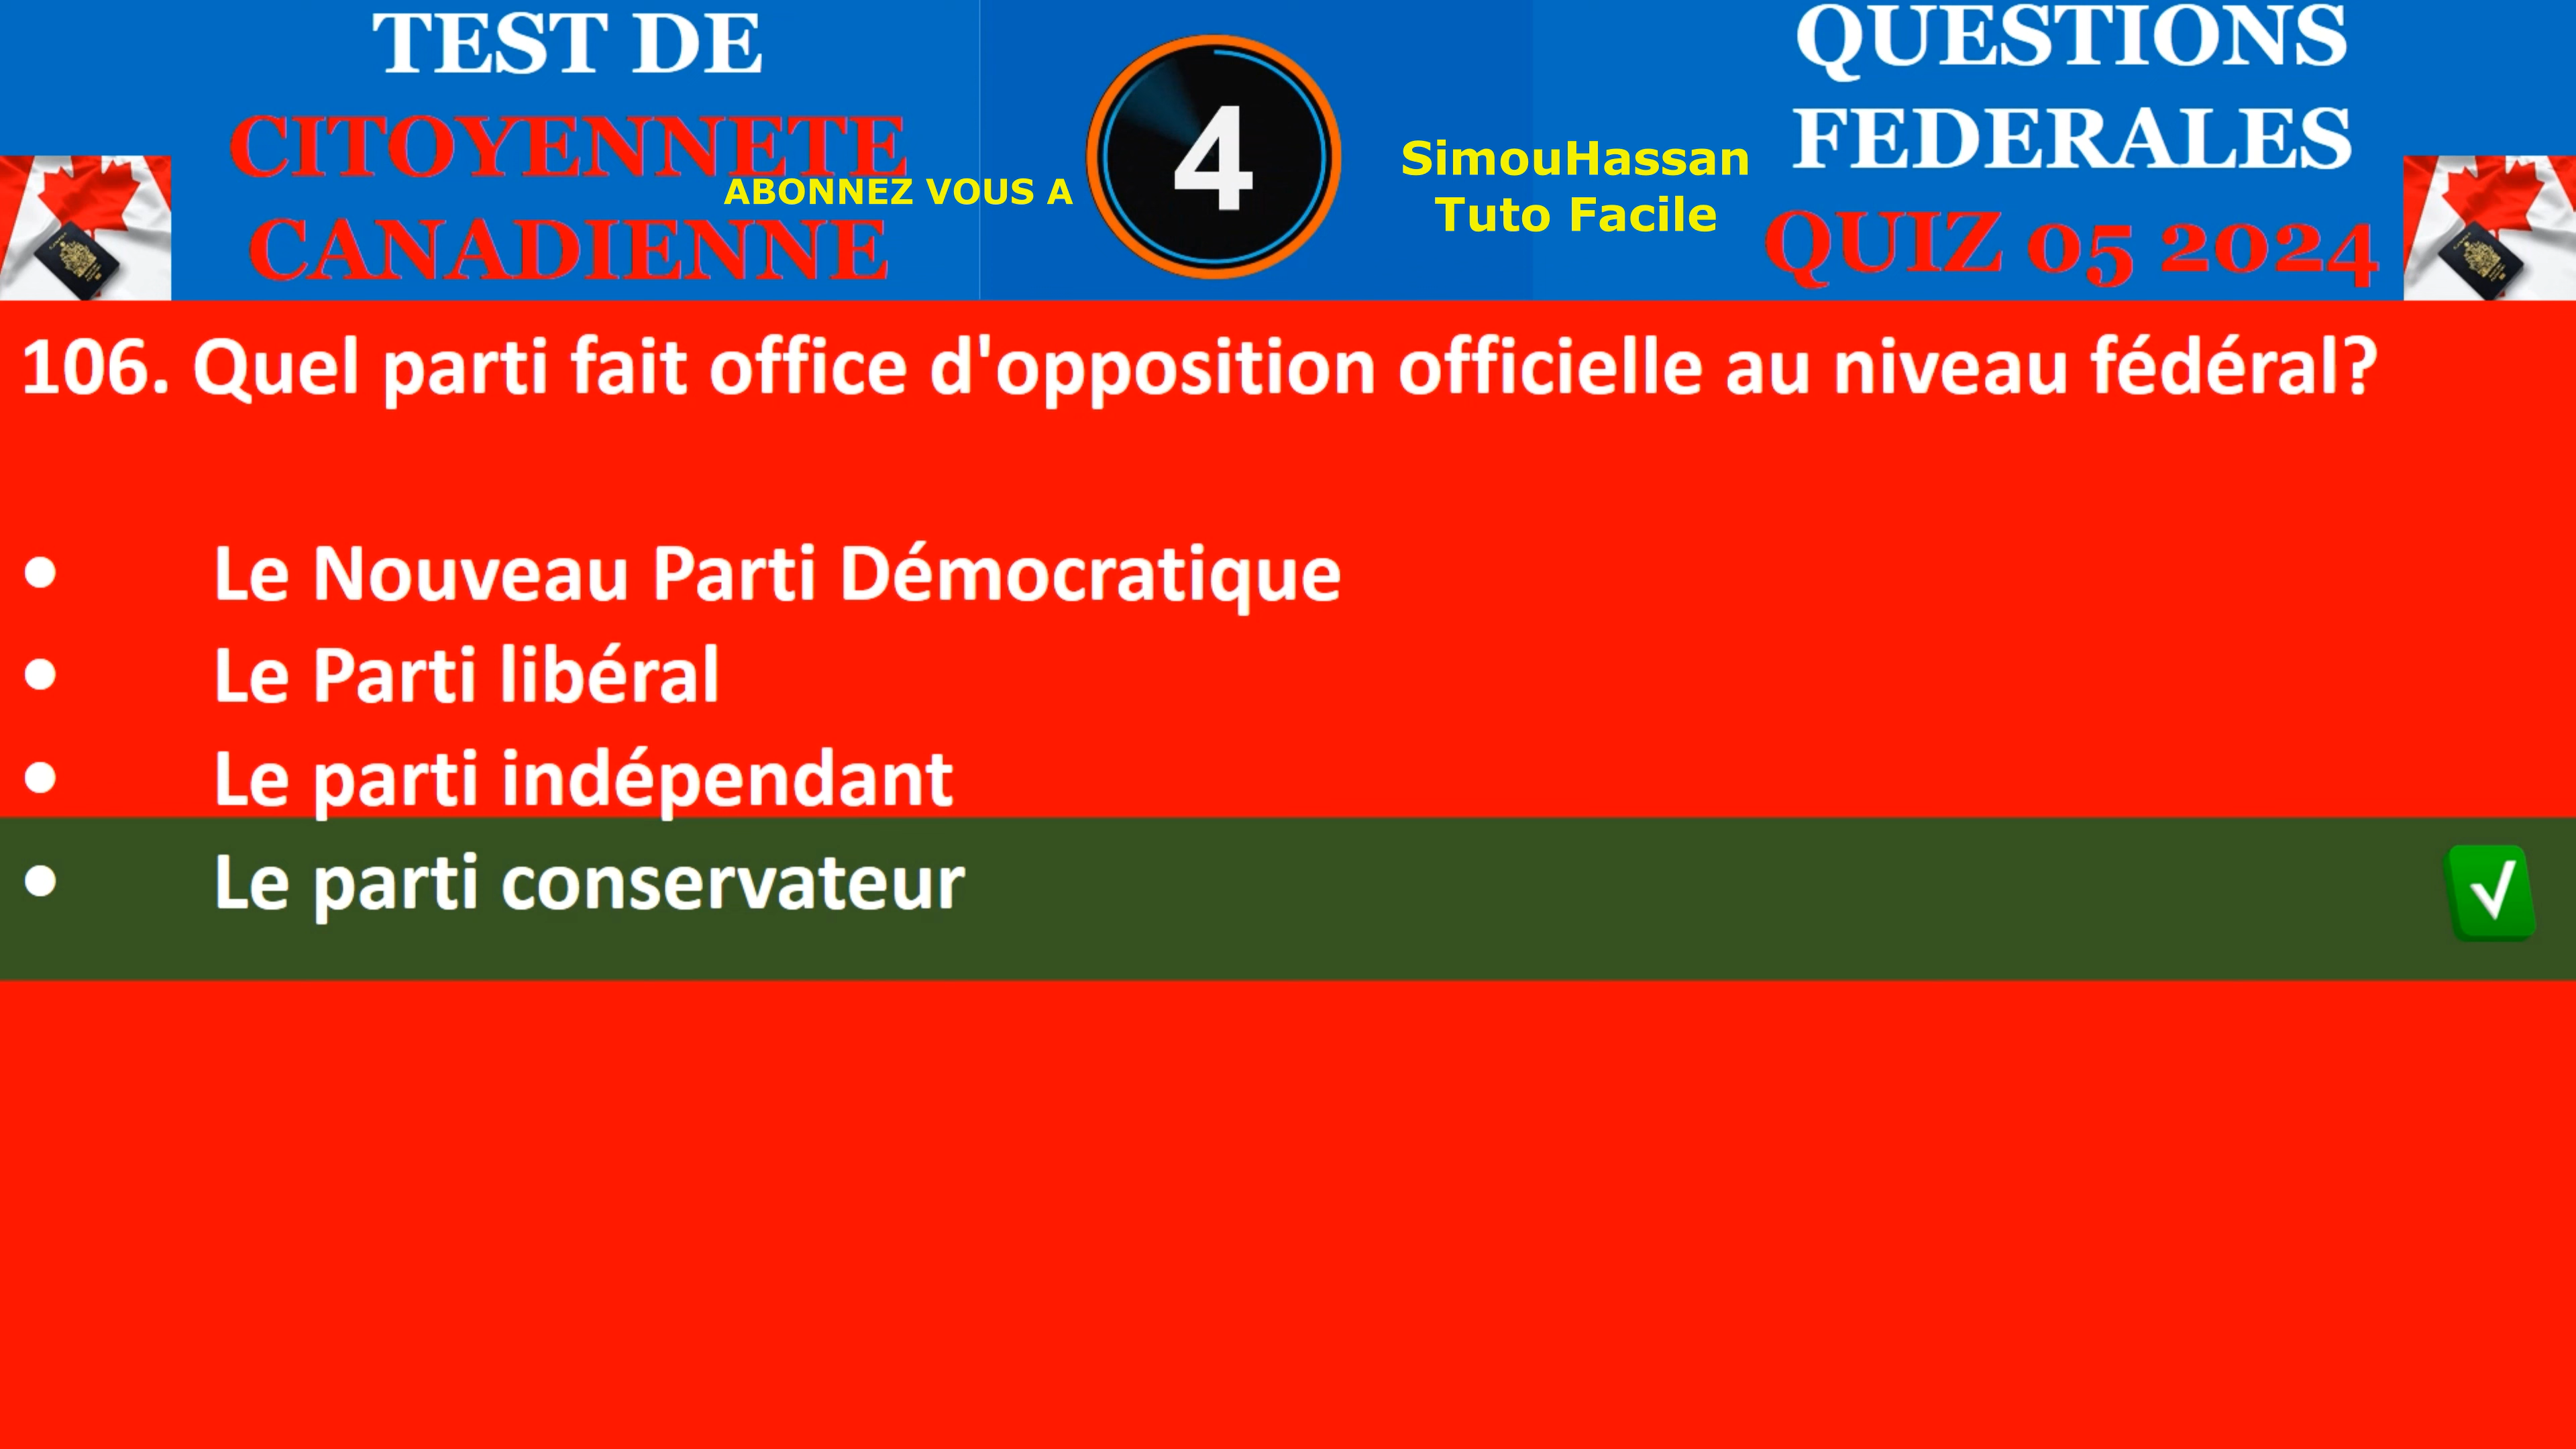 TEST DE
CITOYENNETE
CANADIENNE
ABONNEZ VOUS A
4
SimouHassan
Tuto Facile
QUESTIONS
FEDERALES
QUIZ 05 2024
106. Quel parti fait office d'opposition officielle au niveau fédéral?
• Le Nouveau Parti Démocratique
• Le Parti libéral
• Le parti indépendant
• Le parti conservateur